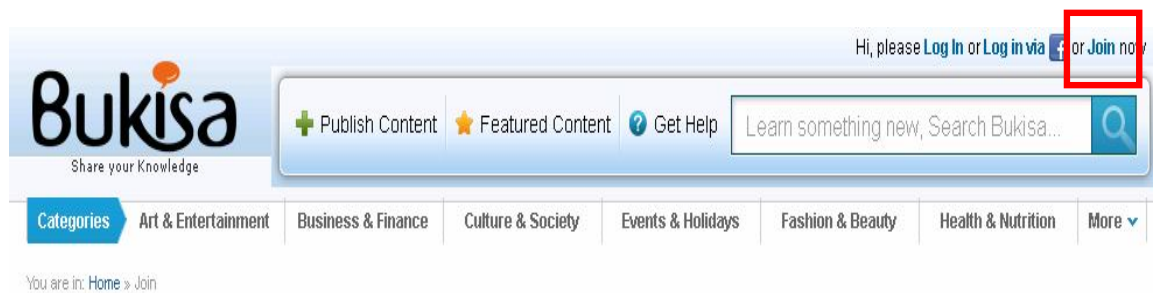 Hi, please Log In or Log in via f or Join now
Bukisa
Share your Knowledge
Publish Content Featured Content ? Get Help Learn something new, Search Bukisa...
Categories Art & Entertainment Business & Finance Culture & Society Events & Holidays Fashion & Beauty Health & Nutrition More
You are in: Home » Join